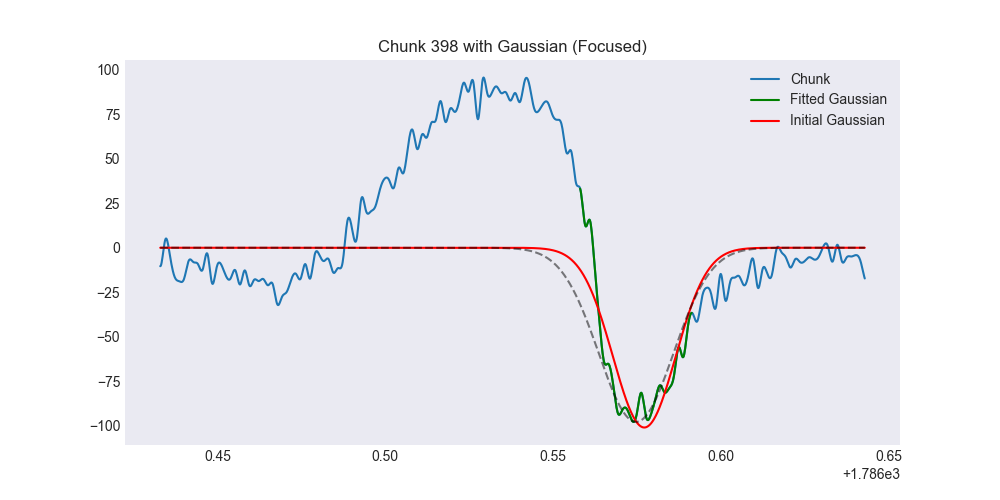 Chunk 398 with Gaussian (Focused)
100
75
50
25
0
−25
−50
−75
−100
Chunk
Fitted Gaussian
Initial Gaussian
0.45
0.50
0.55
0.60
0.65
+1.786e3